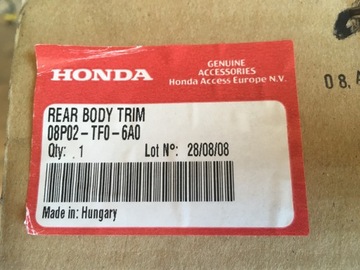 HONDA
GENUINE
ACCESSORIES
Honda Access Europe N.V.
08,
REAR BODY TRIM
08P02-TF0-6A0
Qty: 1 Lot Nº: 28/08/08
Made in: Hungary